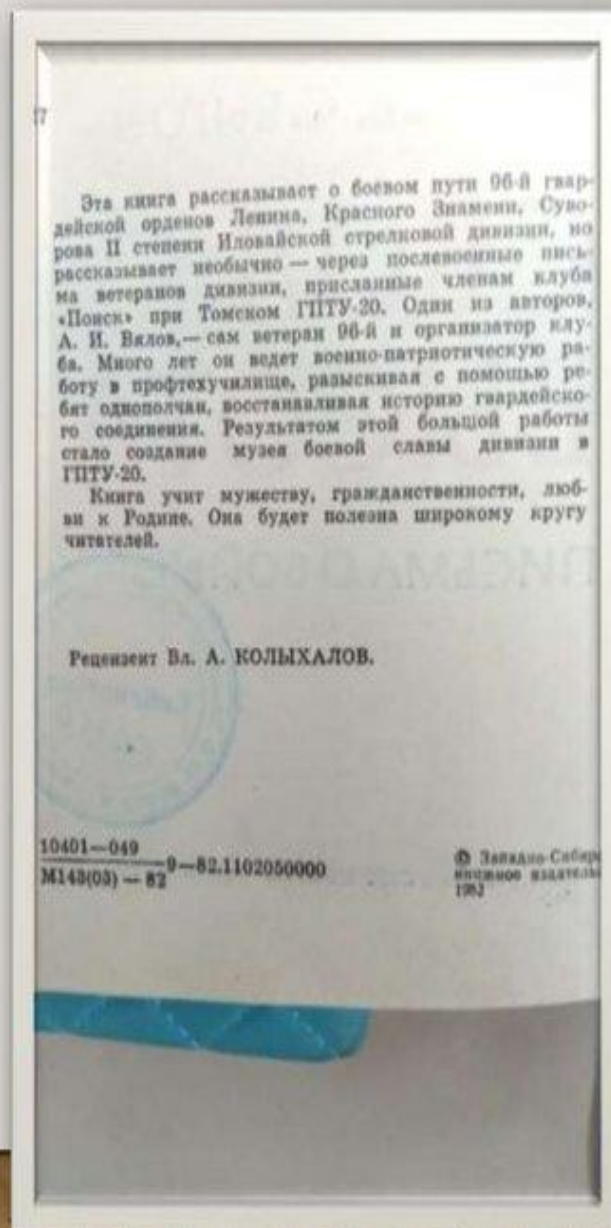 Эта книга рассказывает о боевом пути 96-й гвар-
дейской орденов Ленина, Красного Знамени, Суво-
рова II степени Иловайской стрелковой дивизии, но
рассказывает необычно — через послевоенные пись-
ма ветеранов дивизии, присланные членам клуба
«Поиск» при Томском ГПТУ-20. Один из авторов,
А. И. Вялов,— сам ветеран 96-й и организатор клу-
ба. Много лет он ведет военно-патриотическую ра-
боту в профтехучилище, разыскивая с помощью ре-
бят однополчан, восстанавливая историю гвардейско-
го соединения. Результатом этой большой работы
стало создание музея боевой славы дивизии в
ГПТУ-20.
Книга учит мужеству, гражданственности, люб-
ви к Родине. Она будет полезна широкому кругу
читателей.
Рецензент Вл. А. КОЛЫХАЛОВ.
10401—049
М143(03) — 82 9—82.1102050000
© Западно-Сибирс
книжное издатель
1982